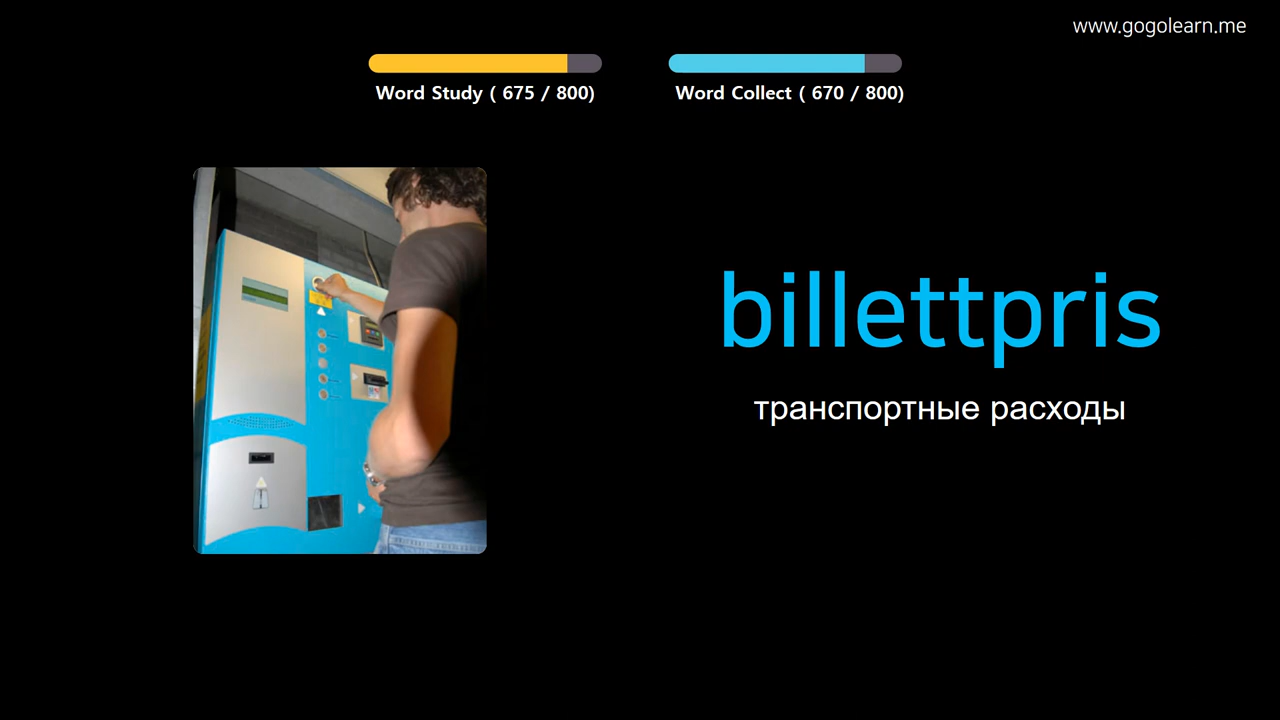 www.gogolearn.me
Word Study ( 675 / 800)
Word Collect ( 670 / 800)
billettpris
транспортные расходы